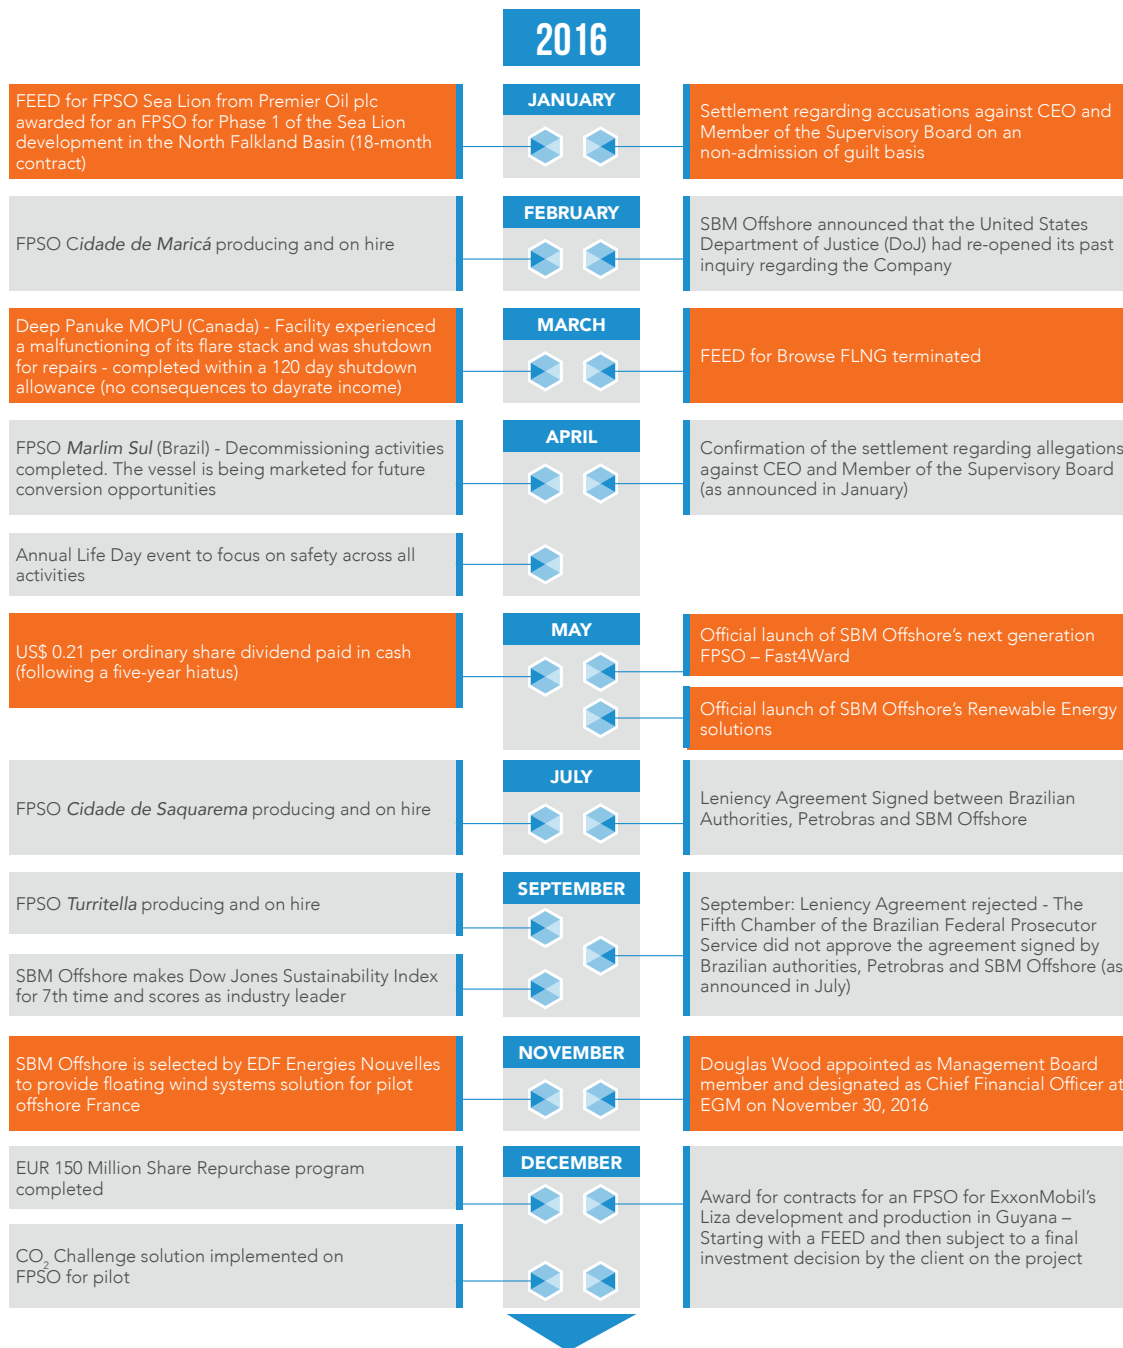 2016
JANUARY
FEED for FPSO Sea Lion from Premier Oil plc
awarded for an FPSO for Phase 1 of the Sea Lion
development in the North Falkland Basin (18-month
contract)
Settlement regarding accusations against CEO and
Member of the Supervisory Board on an
non-admission of guilt basis
FEBRUARY
FPSO Cidade de Maricá producing and on hire
SBM Offshore announced that the United States
Department of Justice (DoJ) had re-opened its past
inquiry regarding the Company
MARCH
Deep Panuke MOPU (Canada) - Facility experienced
a malfunctioning of its flare stack and was shutdown
for repairs - completed within a 120 day shutdown
allowance (no consequences to dayrate income)
FEED for Browse FLNG terminated
APRIL
FPSO Marlim Sul (Brazil) - Decommissioning activities
completed. The vessel is being marketed for future
conversion opportunities
Confirmation of the settlement regarding allegations
against CEO and Member of the Supervisory Board
(as announced in January)
Annual Life Day event to focus on safety across all
activities
MAY
US$ 0.21 per ordinary share dividend paid in cash
(following a five-year hiatus)
Official launch of SBM Offshore's next generation
FPSO – Fast4Ward
Official launch of SBM Offshore's Renewable Energy
solutions
JULY
FPSO Cidade de Saquarema producing and on hire
Leniency Agreement Signed between Brazilian
Authorities, Petrobras and SBM Offshore
SEPTEMBER
FPSO Turritella producing and on hire
SBM Offshore makes Dow Jones Sustainability Index
for 7th time and scores as industry leader
September: Leniency Agreement rejected - The
Fifth Chamber of the Brazilian Federal Prosecutor
Service did not approve the agreement signed by
Brazilian authorities, Petrobras and SBM Offshore (as
announced in July)
NOVEMBER
SBM Offshore is selected by EDF Energies Nouvelles
to provide floating wind systems solution for pilot
offshore France
Douglas Wood appointed as Management Board
member and designated as Chief Financial Officer at
EGM on November 30, 2016
DECEMBER
EUR 150 Million Share Repurchase program
completed
CO2 Challenge solution implemented on
FPSO for pilot
Award for contracts for an FPSO for ExxonMobil's
Liza development and production in Guyana –
Starting with a FEED and then subject to a final
investment decision by the client on the project